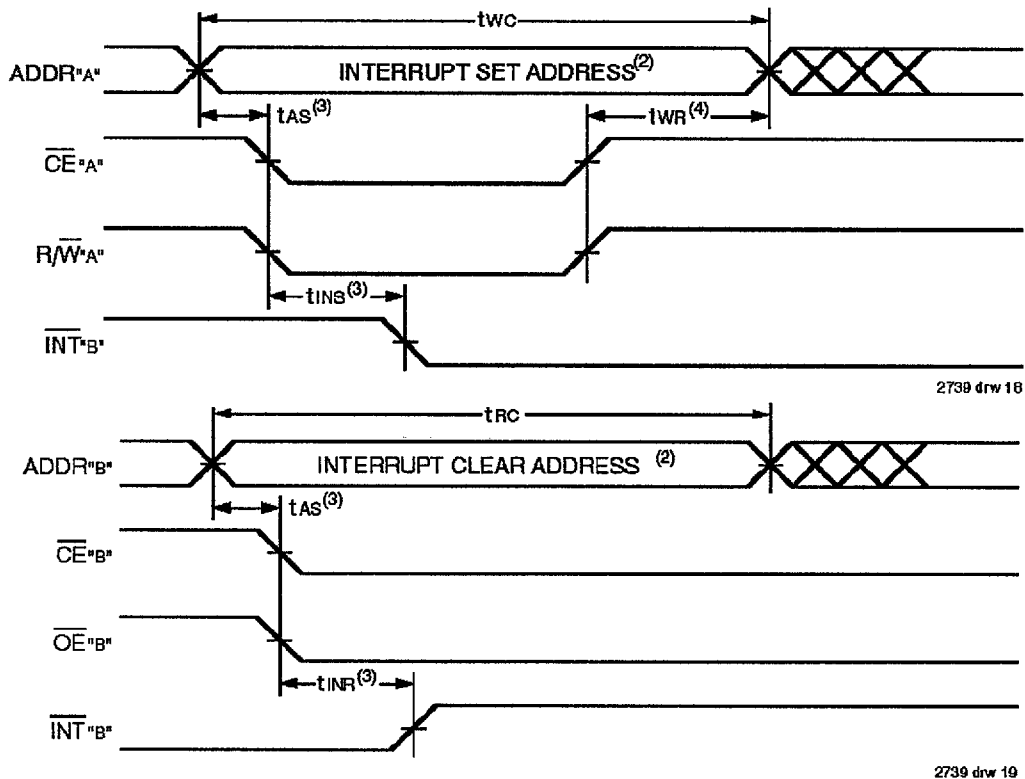 tWC
ADDR"A" INTERRUPT SET ADDRESS(2)
tAS(3) tWR(4)
CE"A"
R/W"A"
tINS(3)
INT"B"
2739 drw 18
tRC
ADDR"B" INTERRUPT CLEAR ADDRESS (2)
tAS(3)
CE"B"
OE"B"
tINR(3)
INT"B"
2739 drw 19